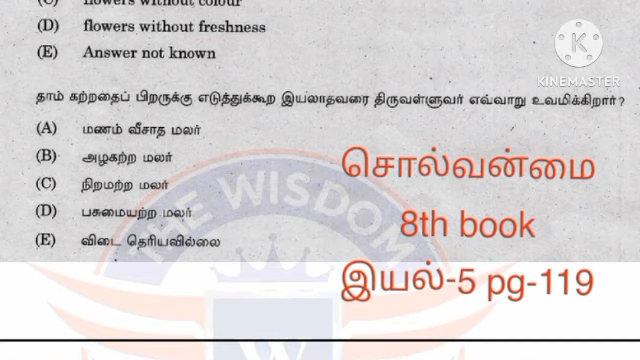 (C) flowers without colour
(D) flowers without freshness
(E) Answer not known
KINEMASTER
தாம் கற்றதைப் பிறருக்கு எடுத்துக்கூற இயலாதவரை திருவள்ளுவர் எவ்வாறு உவமிக்கிறார்?
(A) மணம் வீசாத மலர்
(B) அழகற்ற மலர்
(C) நிறமற்ற மலர்
(D) பசுமையற்ற மலர்
(E) விடை தெரியவில்லை
சொல்வன்மை
8th book
இயல்-5 pg-119
THE WISDOM
W